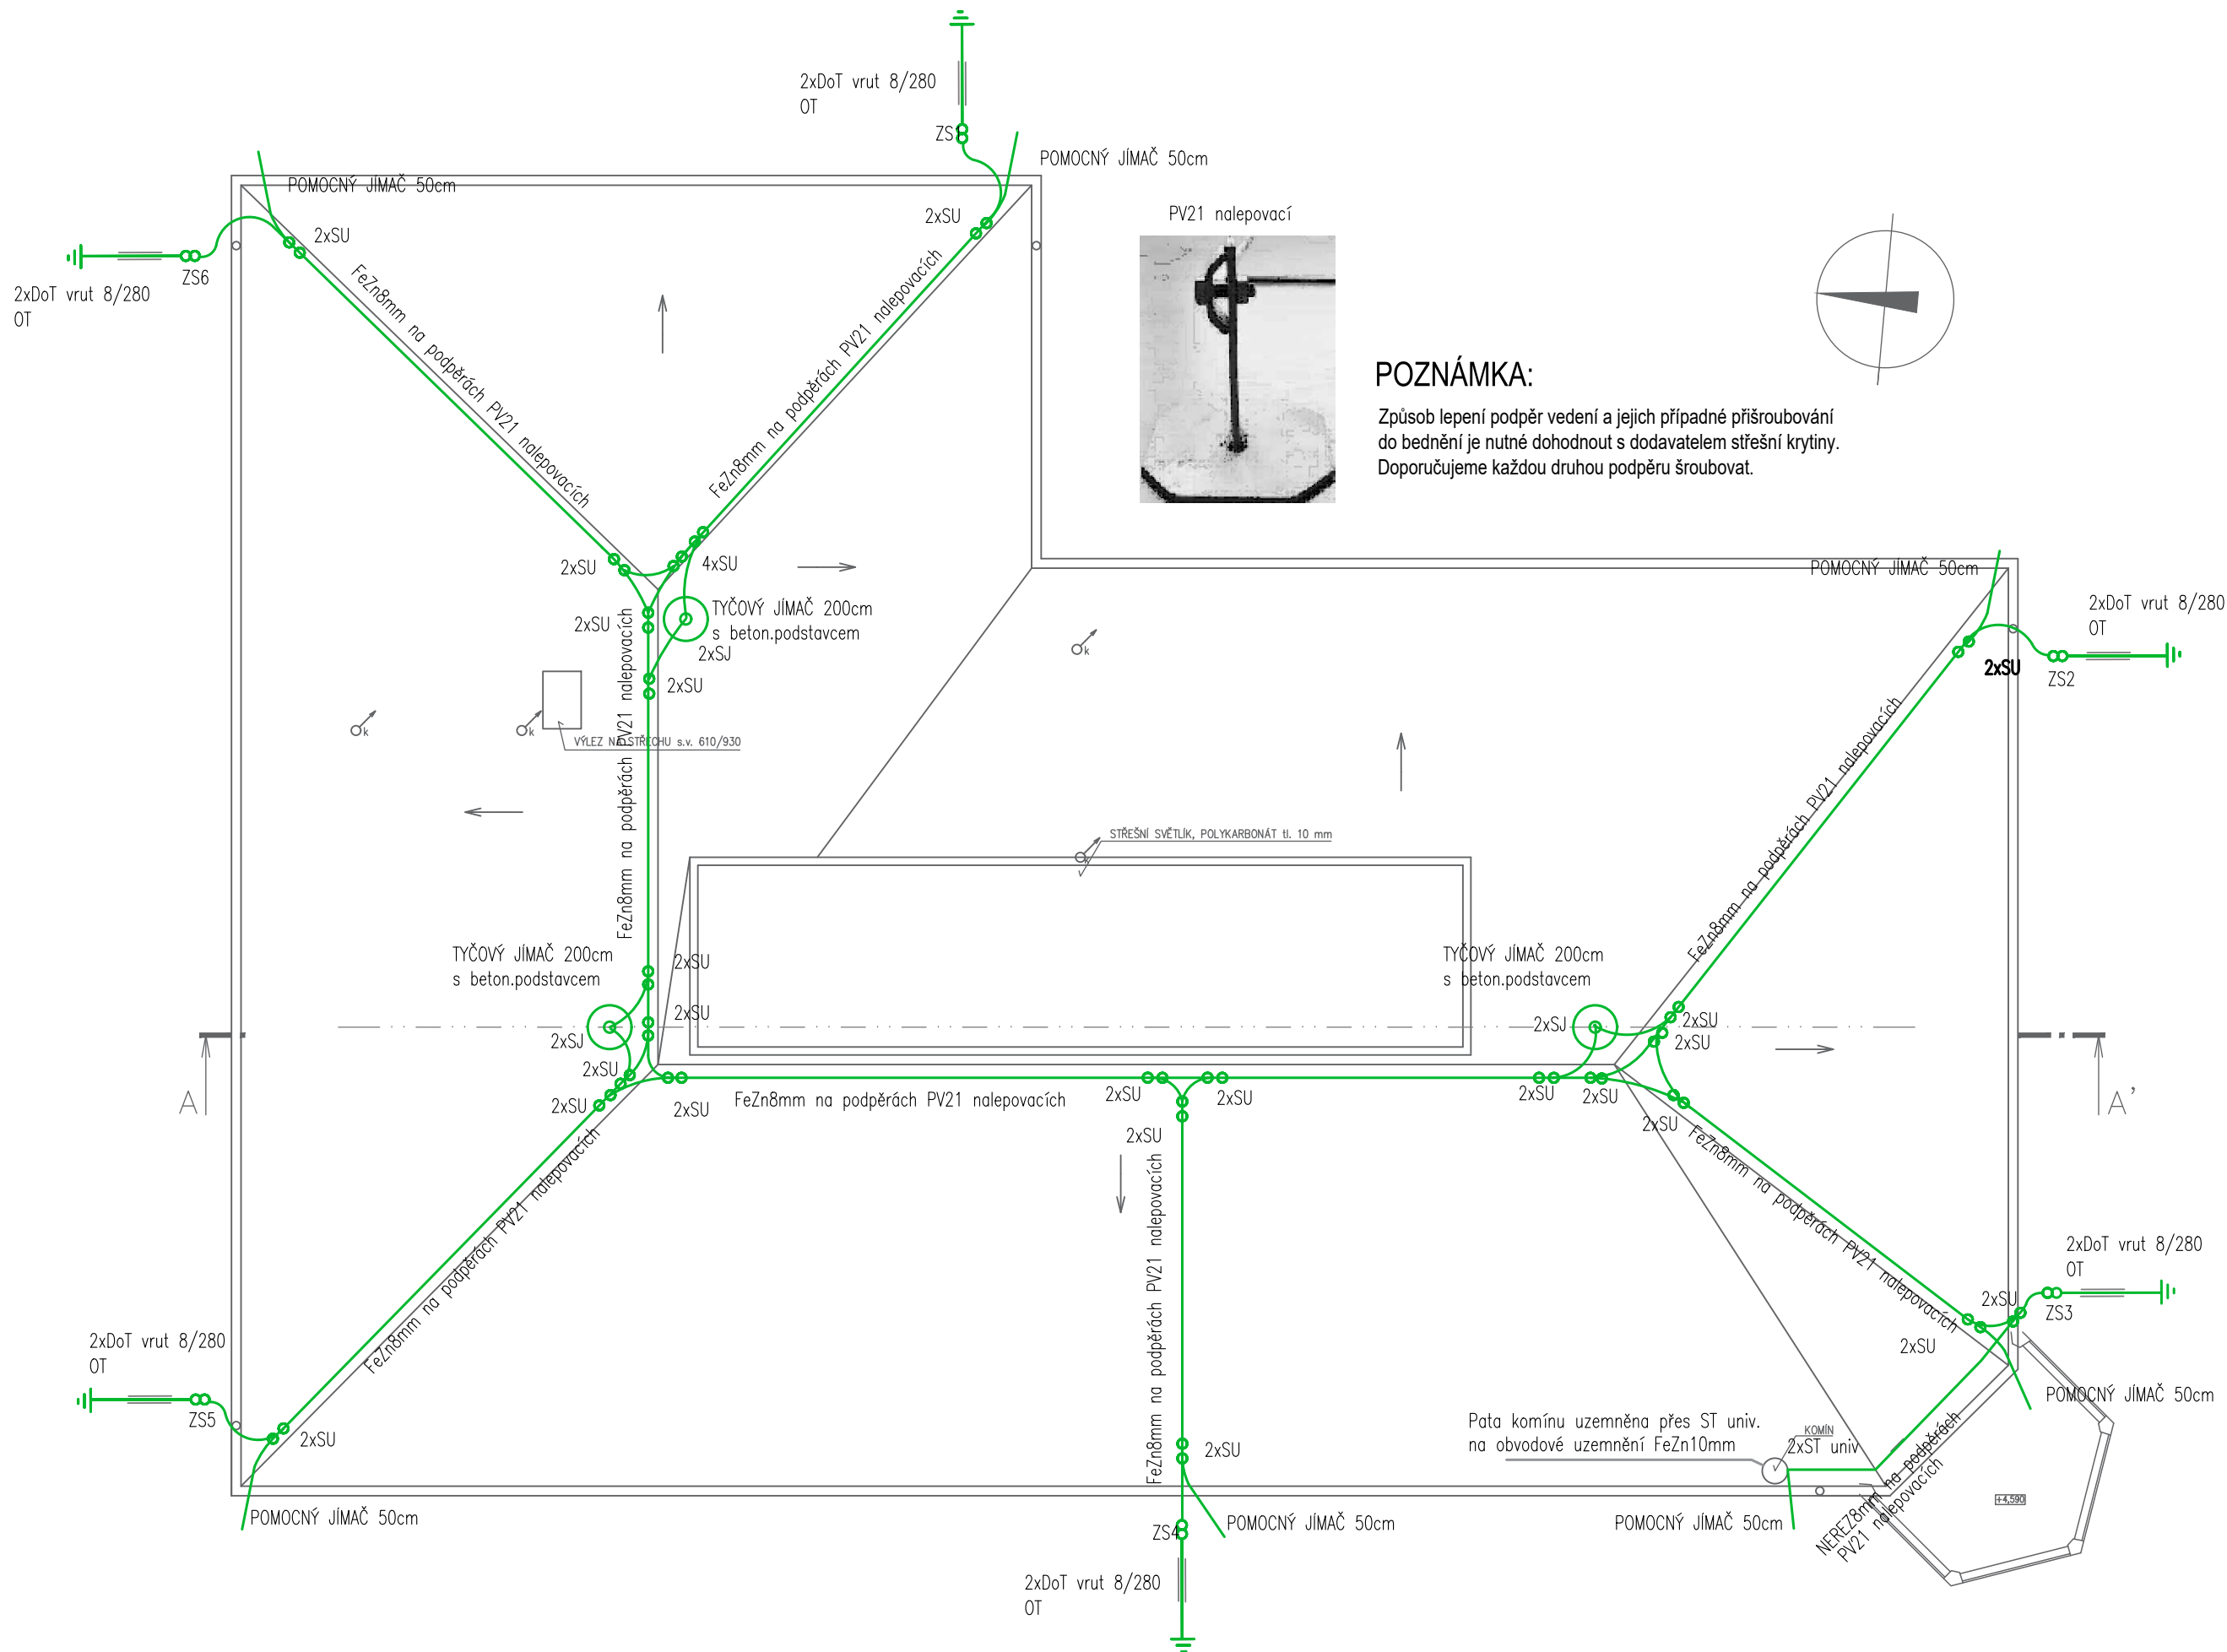 2xDoT vrut 8/280
OT
ZS1
POMOCNÝ JÍMAČ 50cm
POMOCNÝ JÍMAČ 50cm
2xSU
2xSU
PV21 nalepovací
ZS6
2xDoT vrut 8/280
OT
FeZn8mm na podpěrách PV21 nalepovacích
FeZn8mm na podpěrách PV21 nalepovacích
POZNÁMKA:
Způsob lepení podpěr vedení a jejich případné přišroubování
do bednění je nutné dohodnout s dodavatelem střešní krytiny.
Doporučujeme každou druhou podpěru šroubovat.
2xSU
4xSU
POMOCNÝ JÍMAČ 50cm
2xDoT vrut 8/280
OT
2xSU
TYČOVÝ JÍMAČ 200cm
s beton.podstavcem
2xSJ
2xSU
2xSU
ZS2
k
k
k
VÝLEZ NA STŘECHU s.v. 610/930
FeZn8mm na podpěrách PV21 nalepovacích
FeZn8mm na podpěrách PV21 nalepovacích
STŘEŠNÍ SVĚTLÍK, POLYKARBONÁT tl. 10 mm
TYČOVÝ JÍMAČ 200cm
s beton.podstavcem
2xSU
TYČOVÝ JÍMAČ 200cm
s beton.podstavcem
2xSU
2xSJ
2xSJ
2xSU
2xSU
2xSU
2xSU
2xSU
FeZn8mm na podpěrách PV21 nalepovacích
2xSU
2xSU
2xSU
2xSU
2xSU
A
A'
2xSU
FeZn8mm na podpěrách PV21 nalepovacích
FeZn8mm na podpěrách PV21 nalepovacích
FeZn8mm na podpěrách PV21 nalepovacích
2xDoT vrut 8/280
OT
2xSU
ZS3
2xSU
2xDoT vrut 8/280
OT
ZS5
2xSU
POMOCNÝ JÍMAČ 50cm
Pata komínu uzemněna přes ST univ.
na obvodové uzemnění FeZn10mm
KOMÍN
2xST univ
2xSU
NEREZ8mm na podpěrách
PV21 nalepovacích
+4,590
POMOCNÝ JÍMAČ 50cm
ZS4
POMOCNÝ JÍMAČ 50cm
POMOCNÝ JÍMAČ 50cm
2xDoT vrut 8/280
OT